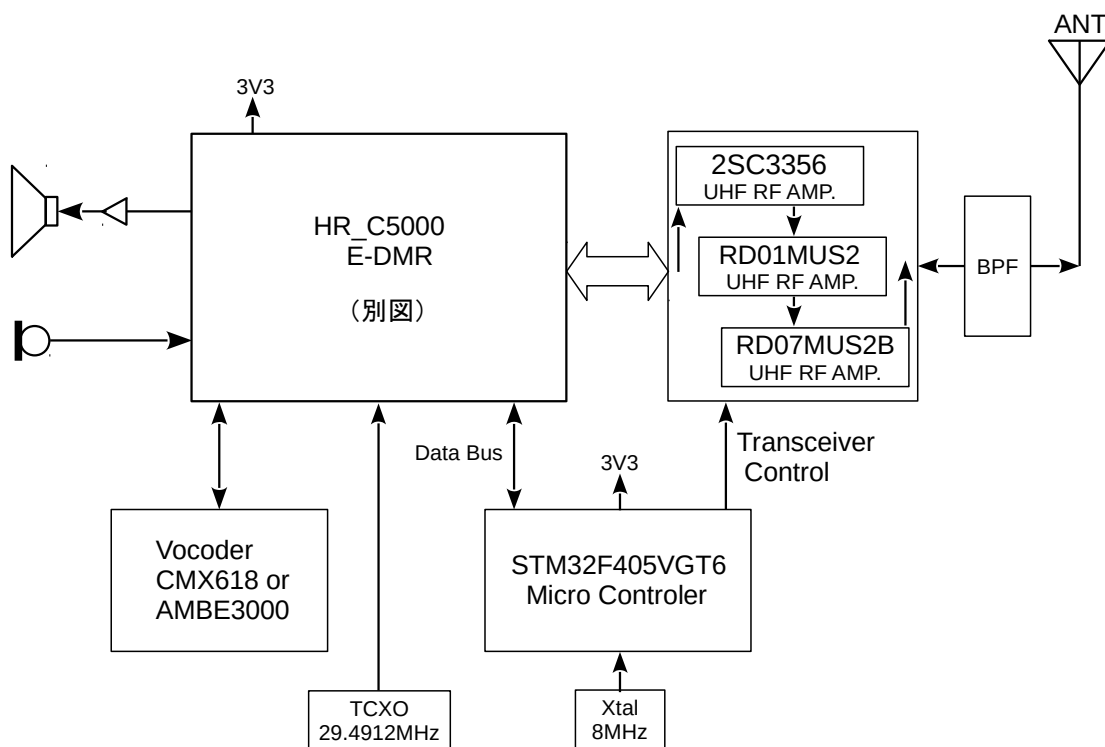 ANT
3V3
HR_C5000
E-DMR
（別図）
2SC3356
UHF RF AMP.
RD01MUS2
UHF RF AMP.
RD07MUS2B
UHF RF AMP.
BPF
Data Bus
3V3
Transceiver
Control
Vocoder
CMX618 or
AMBE3000
STM32F405VGT6
Micro Controler
TCXO
29.4912MHz
Xtal
8MHz